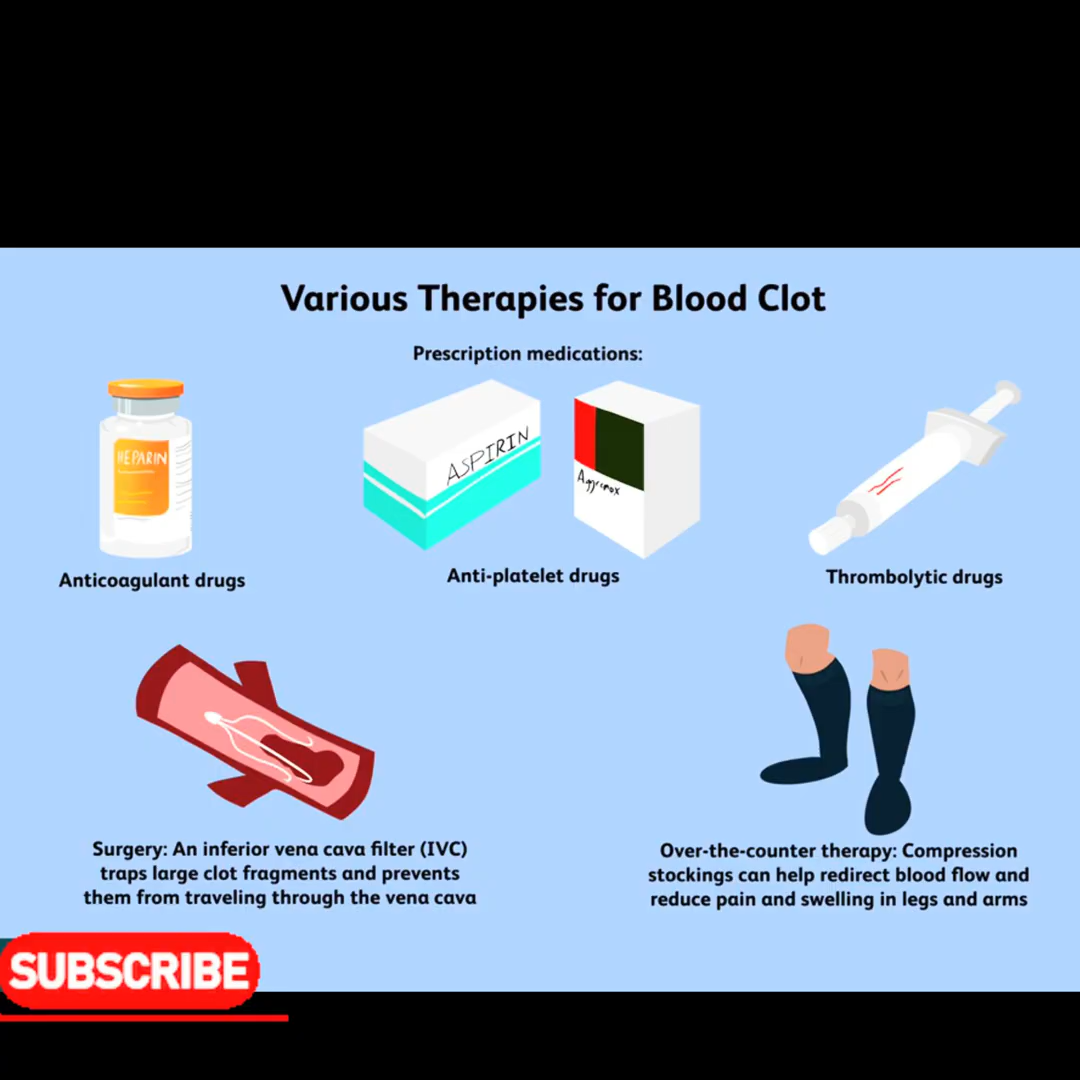 Various Therapies for Blood Clot
Prescription medications:
HEPARIN
ASPIRIN
Aggrenox
Anticoagulant drugs
Anti-platelet drugs
Thrombolytic drugs
Surgery: An inferior vena cava filter (IVC)
traps large clot fragments and prevents
them from traveling through the vena cava
Over-the-counter therapy: Compression
stockings can help redirect blood flow and
reduce pain and swelling in legs and arms
SUBSCRIBE